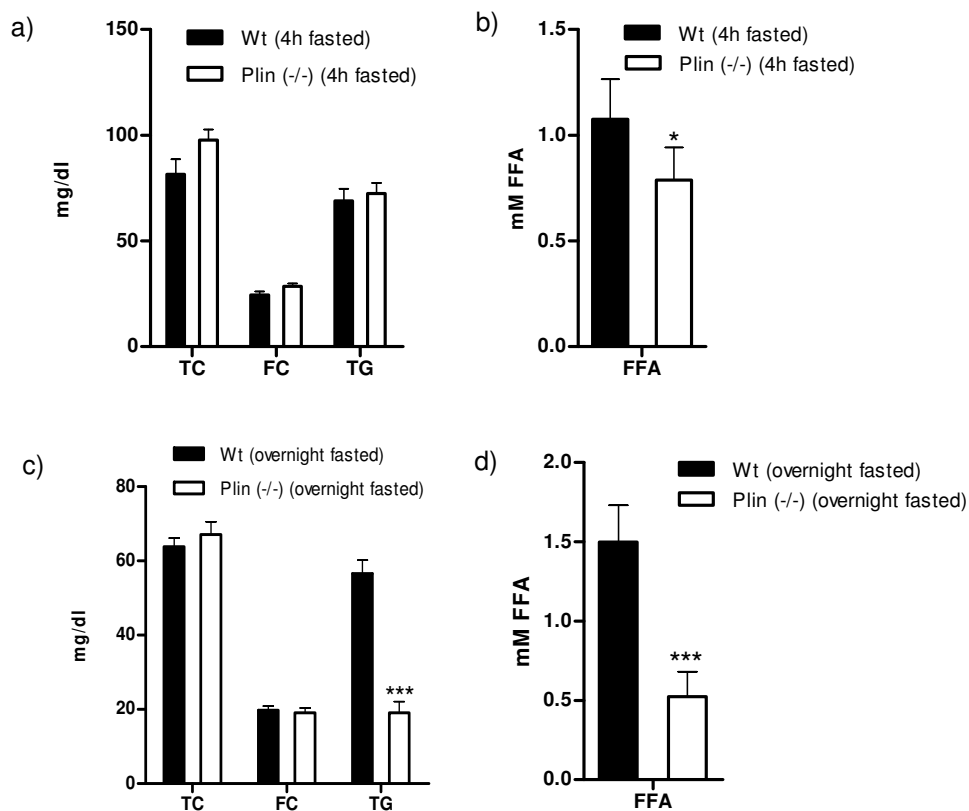 a)
150
100
50
0
mg/dl
Wt (4h fasted)
Plin (-/-) (4h fasted)
TC FC TG
b)
1.5
1.0
0.5
0.0
mM FFA
Wt (4h fasted)
Plin (-/-) (4h fasted)
*
FFA
c)
80
60
40
20
0
mg/dl
Wt (overnight fasted)
Plin (-/-) (overnight fasted)
***
TC FC TG
d)
2.0
1.5
1.0
0.5
0.0
mM FFA
Wt (overnight fasted)
Plin (-/-) (overnight fasted)
***
FFA